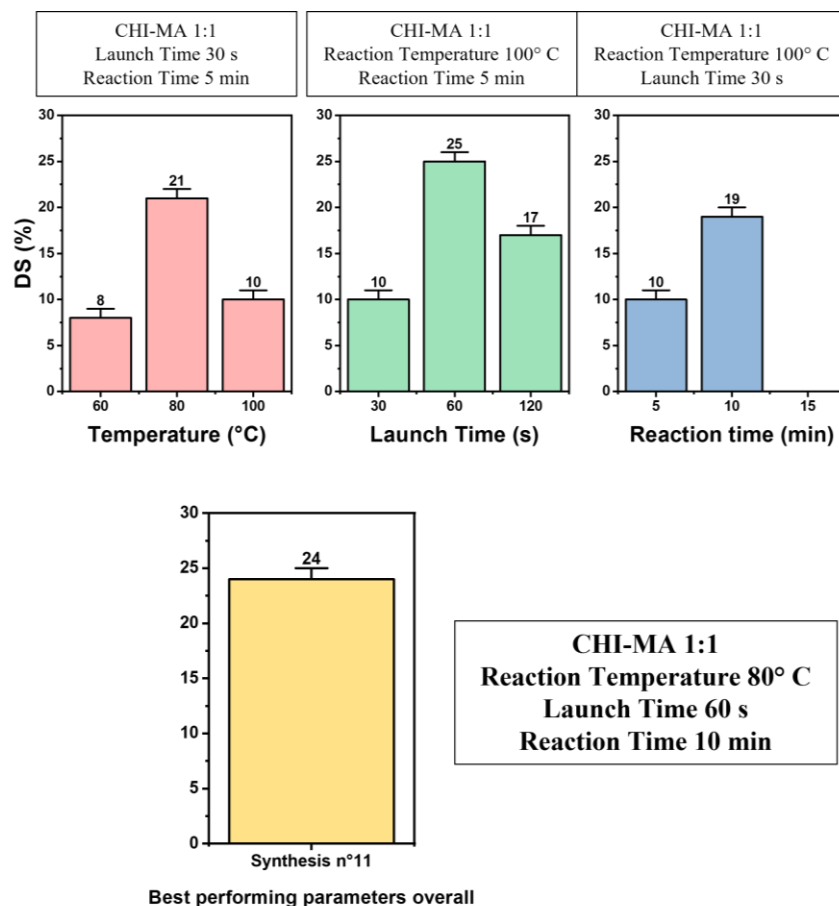 CHI-MA 1:1
Launch Time 30 s
Reaction Time 5 min
CHI-MA 1:1
Reaction Temperature 100° C
Reaction Time 5 min
CHI-MA 1:1
Reaction Temperature 100° C
Launch Time 30 s
DS (%)
30
25
20
15
10
5
0
8
21
10
60
80
100
Temperature (°C)
30
25
20
15
10
5
0
10
25
17
30
60
120
Launch Time (s)
30
25
20
15
10
5
0
10
19
5
10
15
Reaction time (min)
30
25
20
15
10
5
0
24
Synthesis n°11
Best performing parameters overall
CHI-MA 1:1
Reaction Temperature 80° C
Launch Time 60 s
Reaction Time 10 min